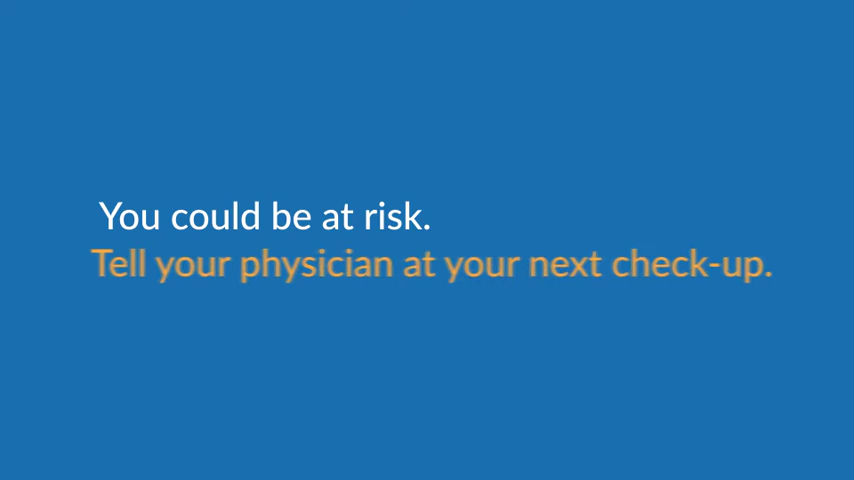 You could be at risk.
Tell your physician at your next check-up.